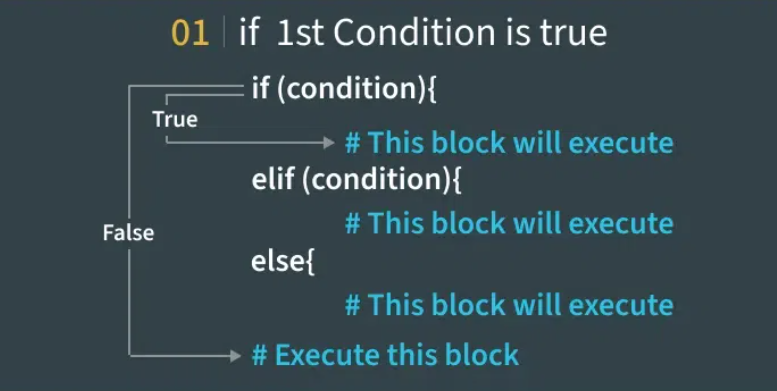 01 | if 1st Condition is true
if (condition){
True
# This block will execute
elif (condition){
False
# This block will execute
else{
# This block will execute
# Execute this block